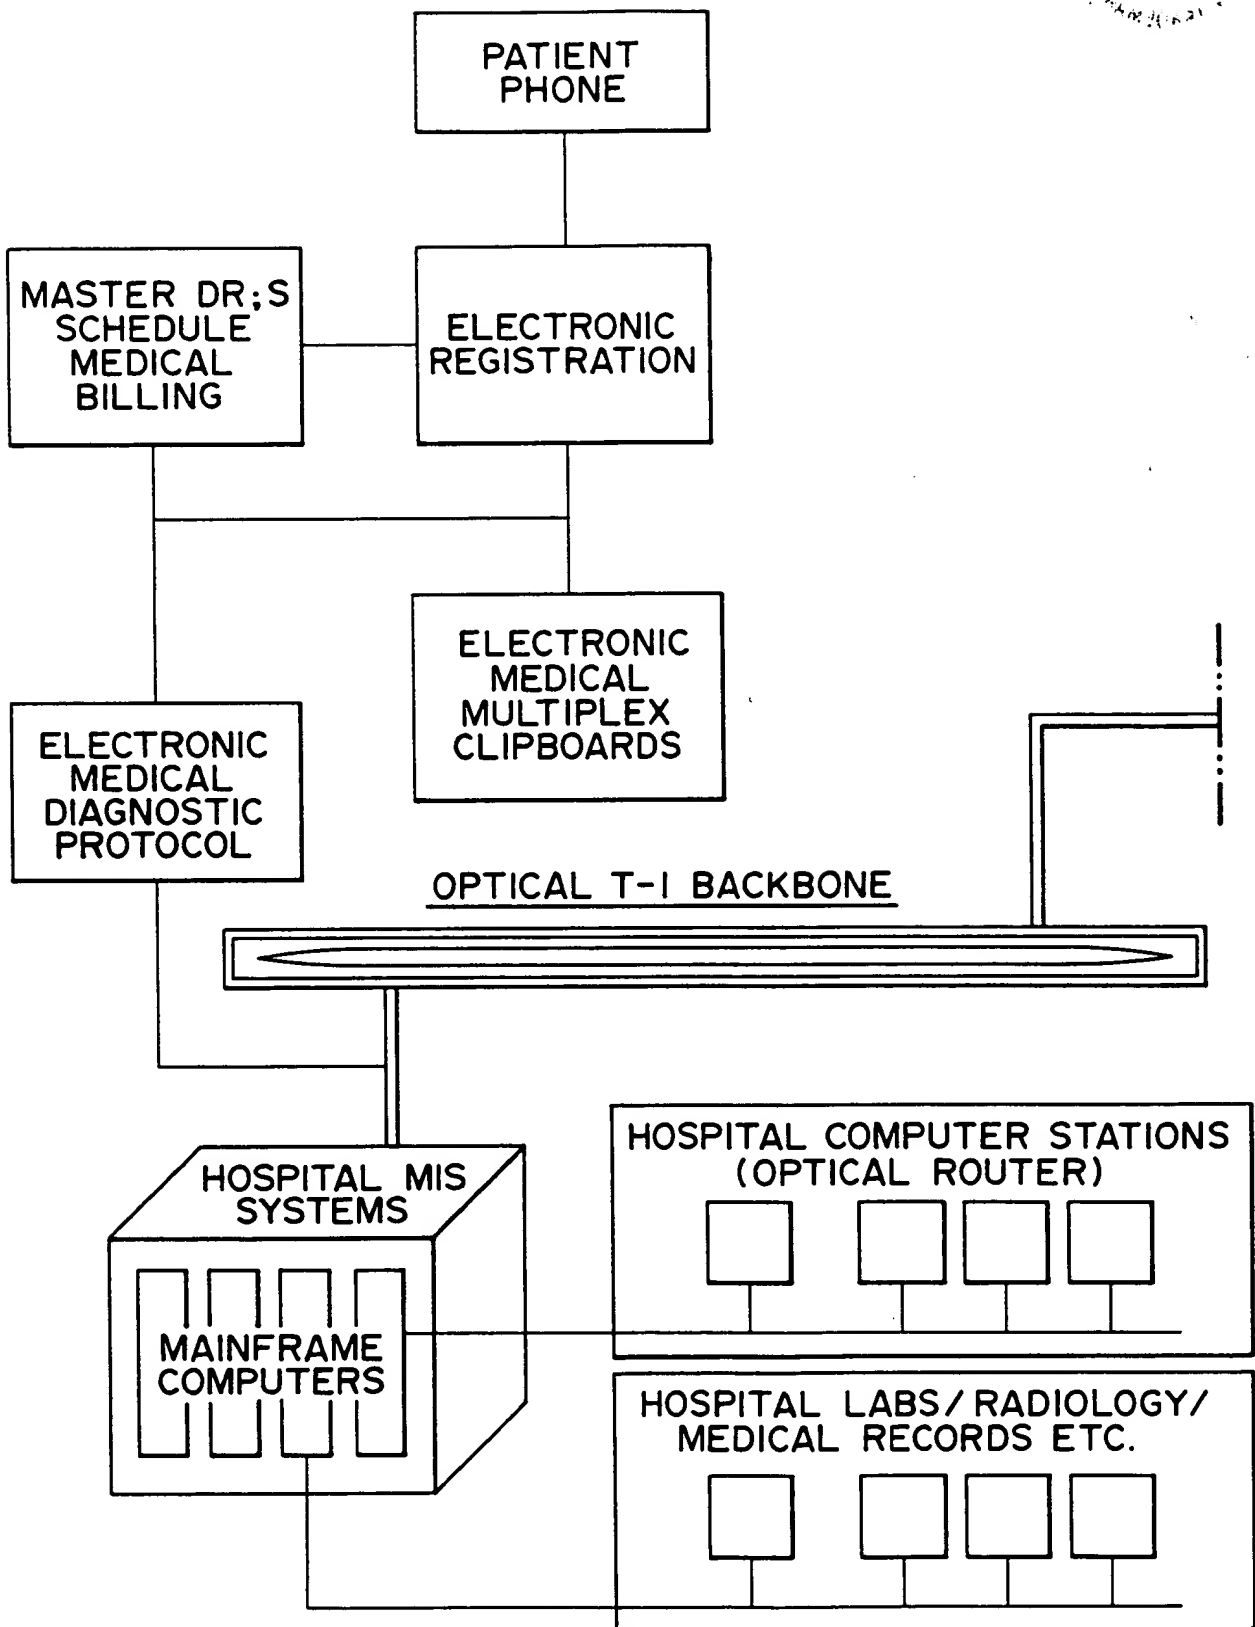 PATIENT
PHONE
MASTER DR;S
SCHEDULE
MEDICAL
BILLING
ELECTRONIC
REGISTRATION
ELECTRONIC
MEDICAL
MULTIPLEX
CLIPBOARDS
ELECTRONIC
MEDICAL
DIAGNOSTIC
PROTOCOL
OPTICAL T-1 BACKBONE
HOSPITAL MIS
SYSTEMS
MAINFRAME
COMPUTERS
HOSPITAL COMPUTER STATIONS
(OPTICAL ROUTER)
HOSPITAL LABS/RADIOLOGY/
MEDICAL RECORDS ETC.